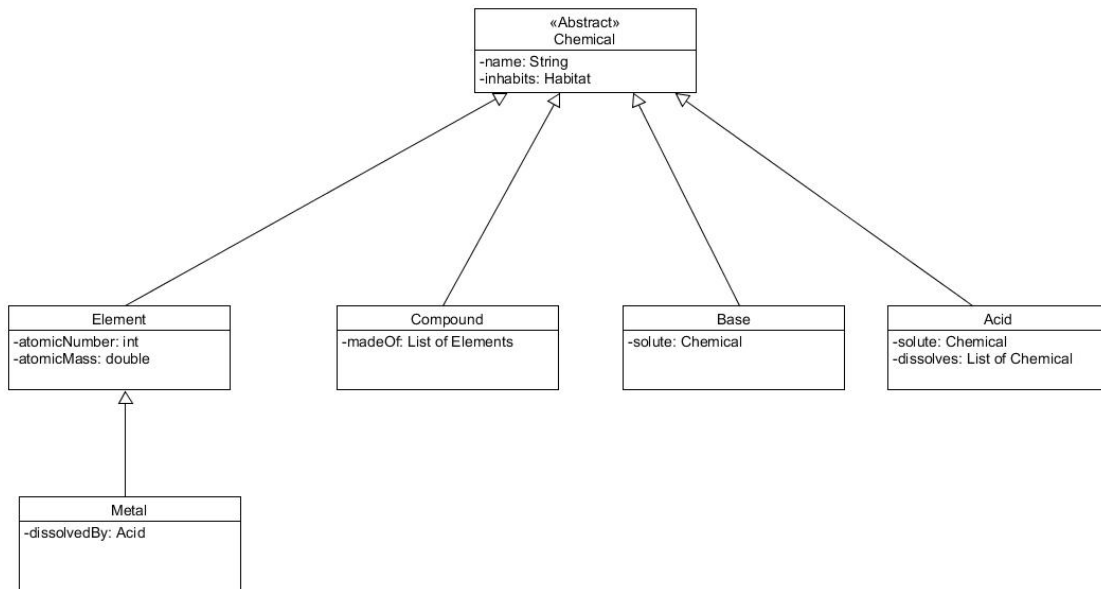 «Abstract»
Chemical
-name: String
-inhabits: Habitat
Element
-atomicNumber: int
-atomicMass: double
Compound
-madeOf: List of Elements
Base
-solute: Chemical
Acid
-solute: Chemical
-dissolves: List of Chemical
Metal
-dissolvedBy: Acid